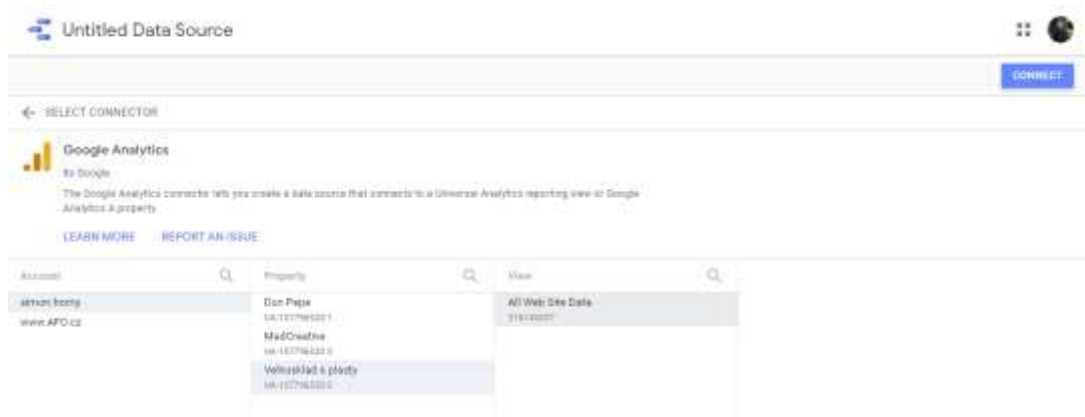 Untitled Data Source
CONNECT
SELECT CONNECTOR
Google Analytics
By Google
The Google Analytics connector lets you create a data source that connects to a Universal Analytics reporting view or Google
Analytics 4 property.
LEARN MORE REPORT AN ISSUE
Account Property View
simon horny Don Pepe All Web Site Data
www.APO.cz
MadCreative
Velkosklad s plasty